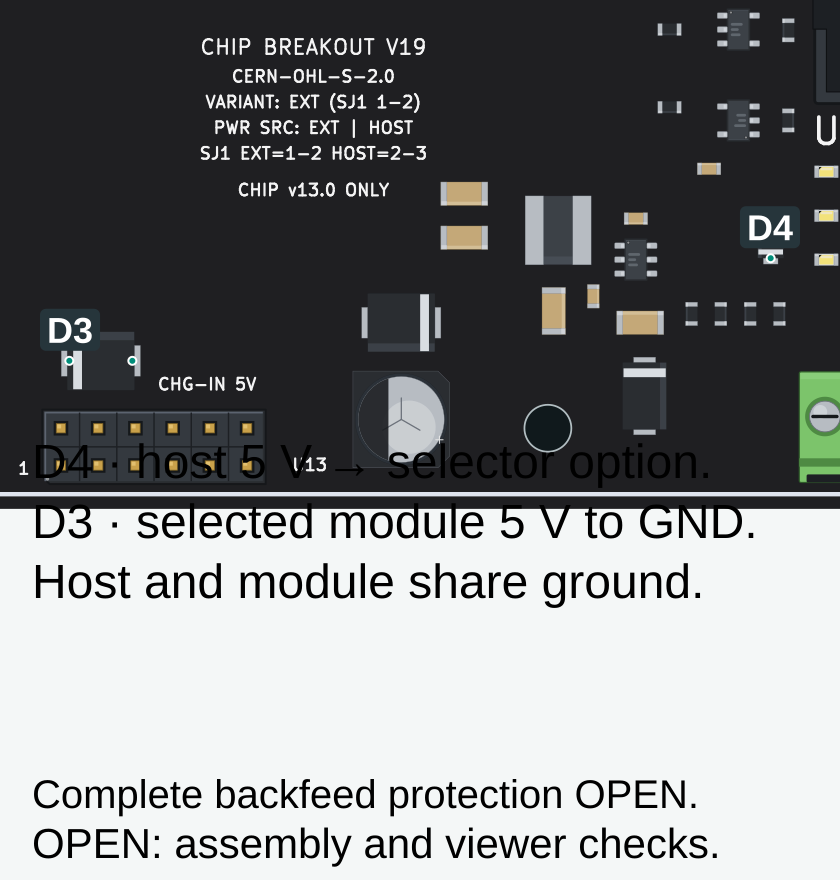 CHIP BREAKOUT V19
CERN-OHL-S-2.0
VARIANT: EXT (SJ1 1-2)
PWR SRC: EXT | HOST
SJ1 EXT=1-2 HOST=2-3
CHIP v13.0 ONLY
U
D4
D3
CHG-IN 5V
1
D4 · host 5 V → selector option.
D3 · selected module 5 V to GND.
Host and module share ground.
Complete backfeed protection OPEN.
OPEN: assembly and viewer checks.